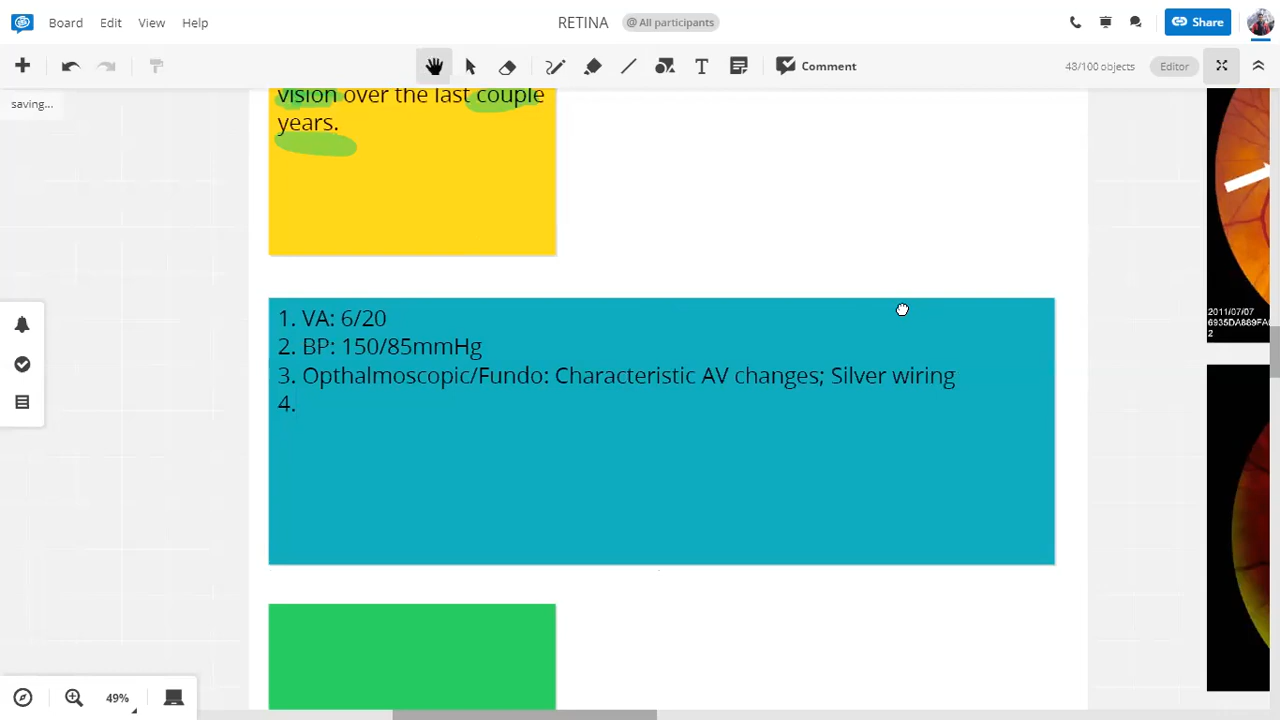 Board Edit View Help
RETINA @ All participants
Share
Comment
43/100 objects Editor
saving...
vision over the last couple
years.
1. VA: 6/20
2. BP: 150/85mmHg
3. Opthalmoscopic/Fundo: Characteristic AV changes; Silver wiring
4.
2011/07/07
2
49%